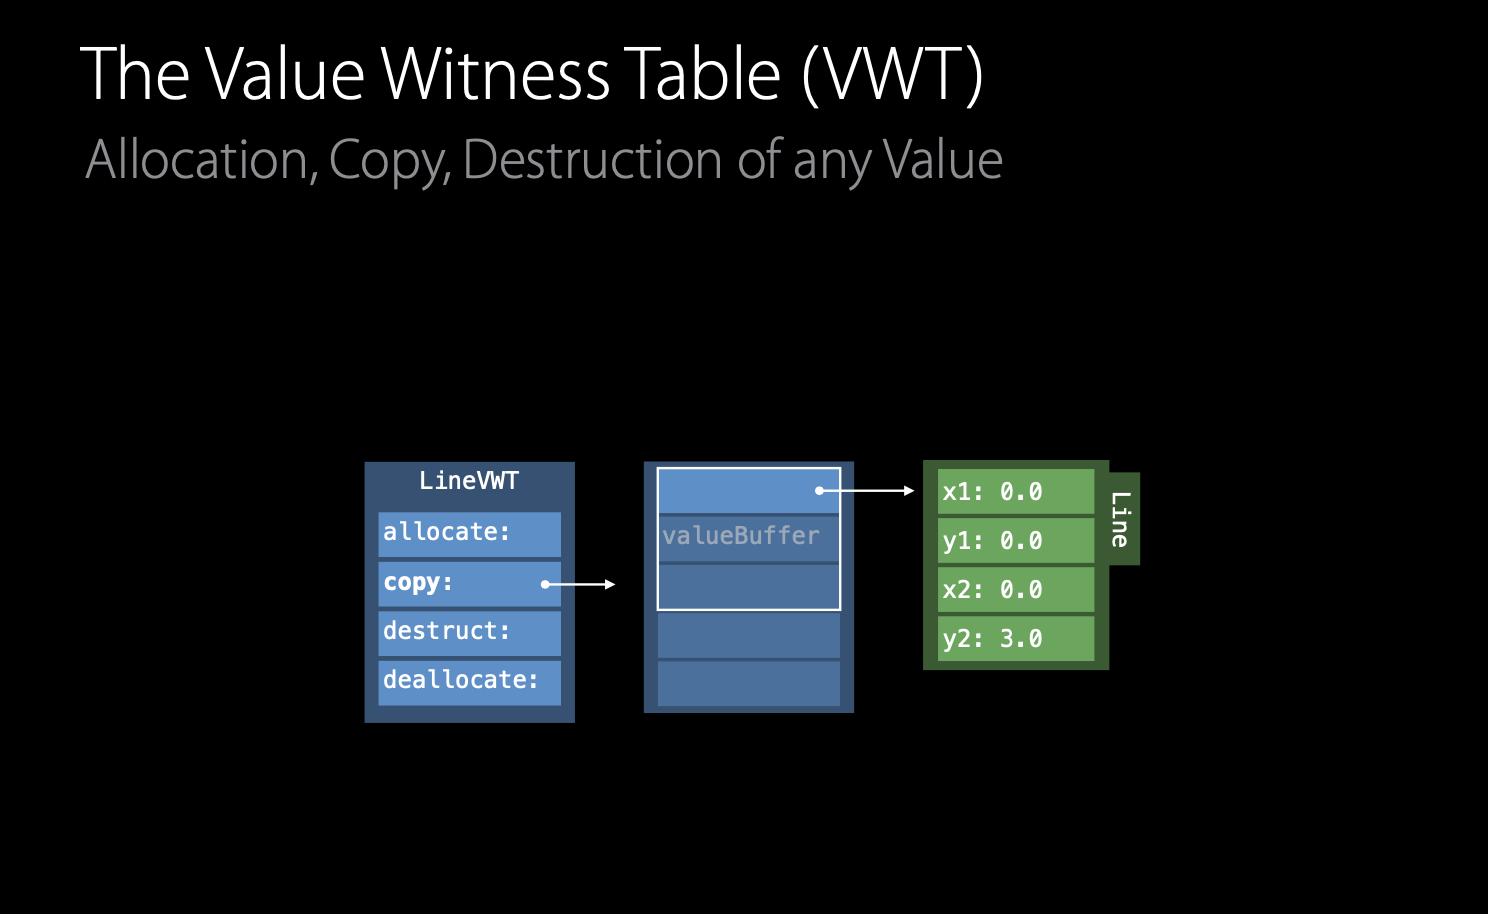 The Value Witness Table (VWT)
Allocation, Copy, Destruction of any Value
LineVWT
allocate:
copy:
destruct:
deallocate:
valueBuffer
x1: 0.0
y1: 0.0
x2: 0.0
y2: 3.0
Line